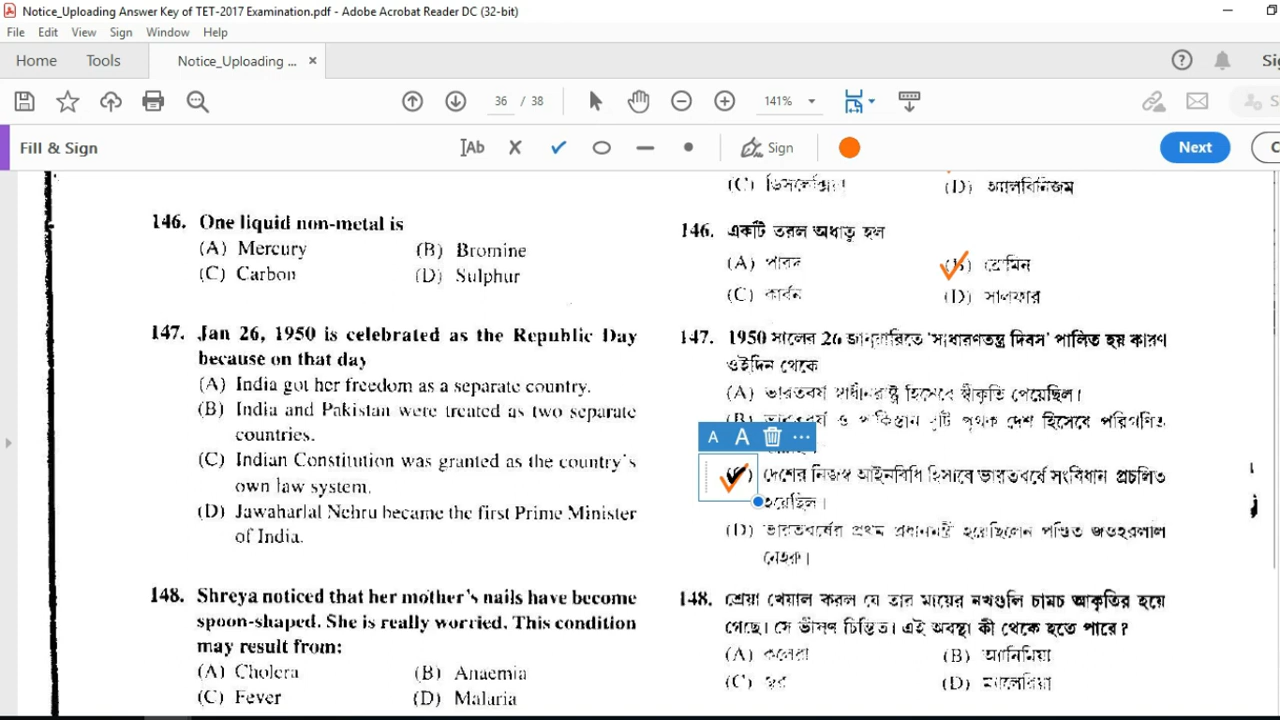 Notice_Uploading Answer Key of TET-2017 Examination.pdf - Adobe Acrobat Reader DC (32-bit)
File Edit View Sign Window Help
Home Tools Notice_Uploading ...
36 / 38 141%
Fill & Sign Ab Sign Next
146. One liquid non-metal is
(A) Mercury (B) Bromine
(C) Carbon (D) Sulphur
147. Jan 26, 1950 is celebrated as the Republic Day
because on that day
(A) India got her freedom as a separate country.
(B) India and Pakistan were treated as two separate
countries.
(C) Indian Constitution was granted as the country's
own law system.
(D) Jawaharlal Nehru became the first Prime Minister
of India.
148. Shreya noticed that her mother's nails have become
spoon-shaped. She is really worried. This condition
may result from:
(A) Cholera (B) Anaemia
(C) Fever (D) Malaria
(C) ডিসলেক্সিয়া (D) অ্যালবিনিজম
146. একটি তরল অধাতু হল
(A) পারদ (B) ব্রোমিন
(C) কার্বন (D) সালফার
147. 1950 সালের 26 জানুয়ারিতে 'সাধারণতন্ত্র দিবস' পালিত হয় কারণ
ওইদিন থেকে
(A) ভারতবর্ষ স্বাধীনরাষ্ট্র হিসেবে স্বীকৃতি পেয়েছিল।
(B) ভারতবর্ষ ও পাকিস্তান দুটি পৃথক দেশ হিসেবে পরিগণিত
A A
দেশের নিজস্ব আইনবিধি হিসাবে ভারতবর্ষে সংবিধান প্রচলিত
হয়েছিল।
(D) ভারতবর্ষের প্রথম প্রধানমন্ত্রী হয়েছিলেন পণ্ডিত জওহরলাল
নেহরু।
148. শ্রেয়া খেয়াল করল যে তার মায়ের নখগুলি চামচ আকৃতির হয়ে
গেছে। সে ভীষণ চিন্তিত। এই অবস্থা কী থেকে হতে পারে?
(A) কলেরা (B) অ্যানিমিয়া
(C) জ্বর (D) ম্যালেরিয়া